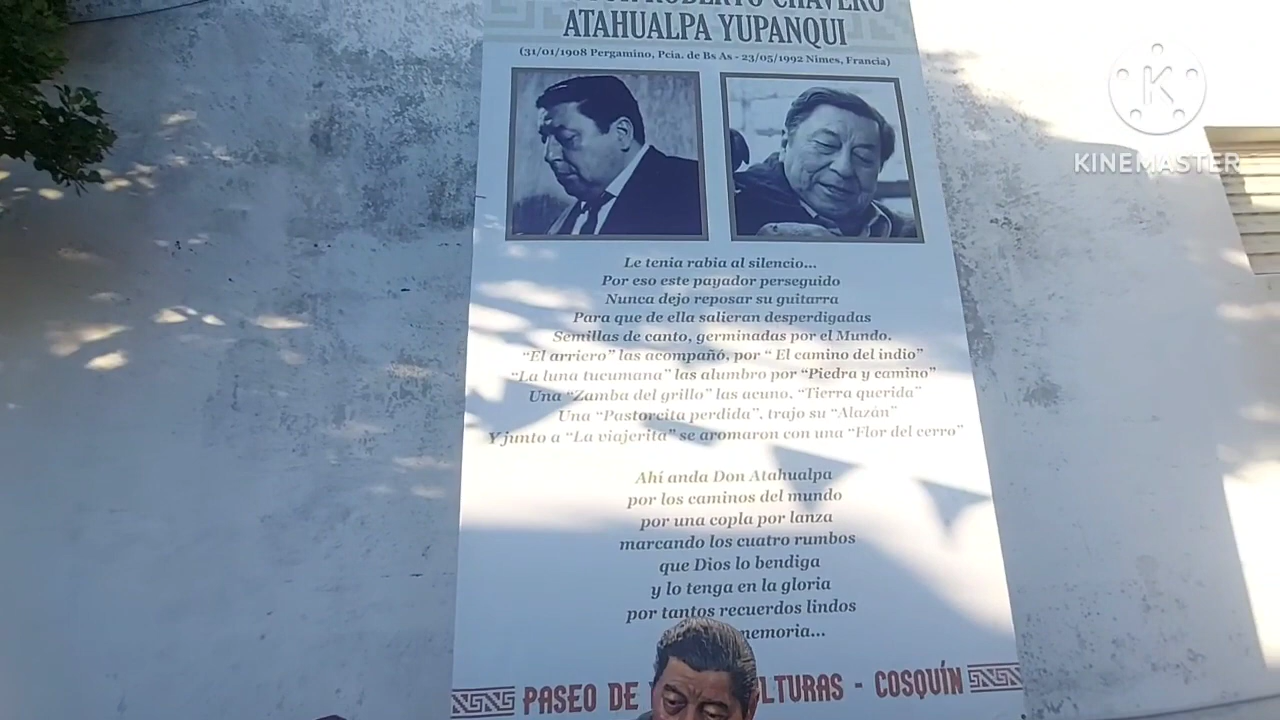 ROBERTO CHAVERO
ATAHUALPA YUPANQUI
(31/01/1908 Pergamino, Pcia. de Bs As - 23/05/1992 Nimes, Francia)
KINEMASTER
Le tenia rabia al silencio...
Por eso este payador perseguido
Nunca dejo reposar su guitarra
Para que de ella salieran desperdigadas
Semillas de canto, germinadas por el Mundo.
“El arriero” las acompañó, por “ El camino del indio”
“La luna tucumana” las alumbro por “Piedra y camino”
Una “Zamba del grillo” las acuno, “Tierra querida”
Una “Pastorcita perdida”, trajo su “Alazán”
Y junto a “La viajerita” se aromaron con una “Flor del cerro”
Ahí anda Don Atahualpa
por los caminos del mundo
por una copla por lanza
marcando los cuatro rumbos
que Dios lo bendiga
y lo tenga en la gloria
por tantos recuerdos lindos
memoria...
PASEO DE LTURAS - COSQUÍN